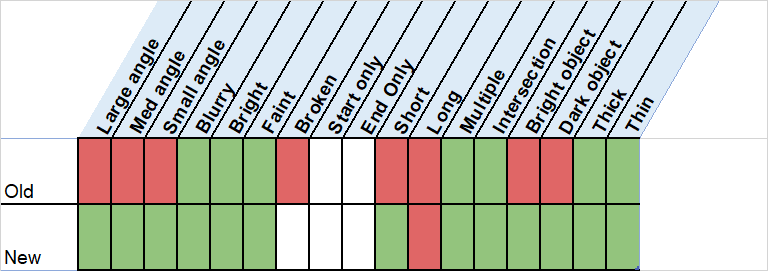 Large angle
Med angle
Small angle
Blurry
Bright
Faint
Broken
Start only
End Only
Short
Long
Multiple
Intersection
Bright object
Dark object
Thick
Thin
Old
New